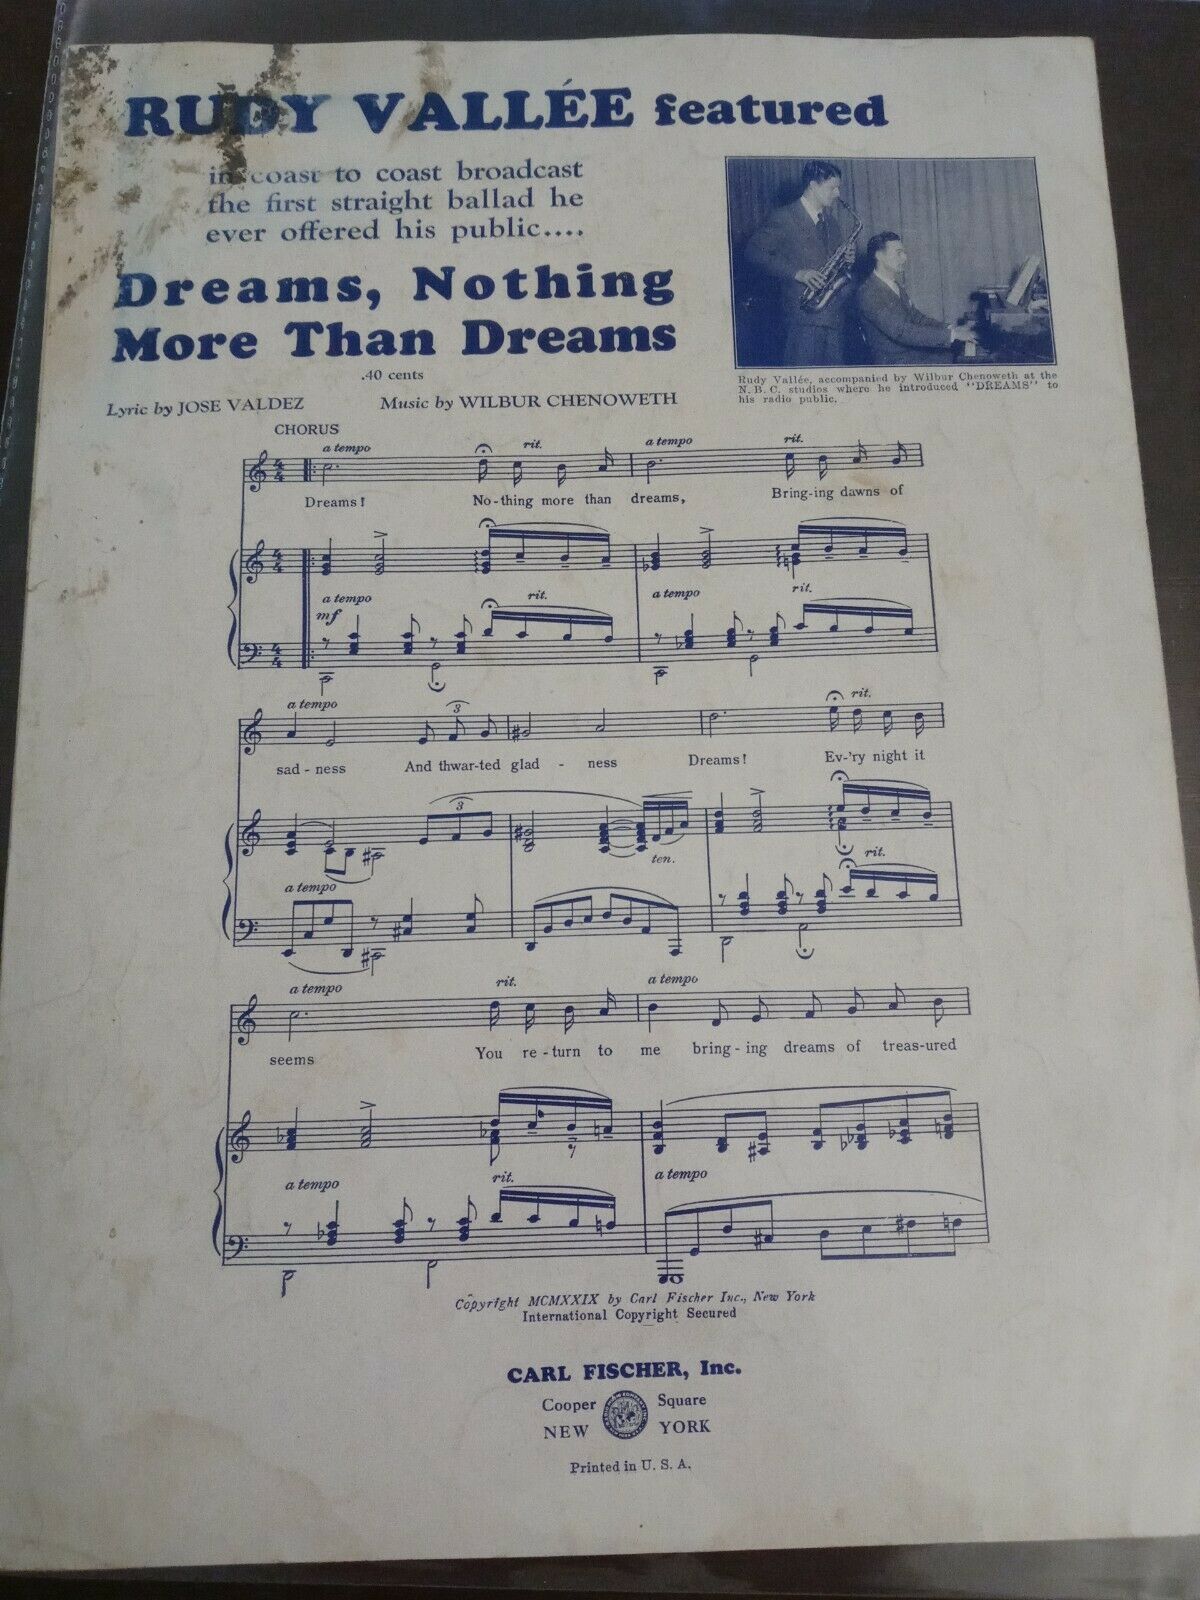 RUDY VALLÉE featured
in coast to coast broadcast
the first straight ballad he
ever offered his public....
Dreams, Nothing
More Than Dreams
.40 cents
Lyric by JOSE VALDEZ Music by WILBUR CHENOWETH
Rudy Vallée, accompanied by Wilbur Chenoweth at the
N.B.C. studios where he introduced "DREAMS" to
his radio public.
CHORUS
a tempo rit. a tempo rit.
Dreams! No-thing more than dreams, Bring-ing dawns of
a tempo rit. a tempo rit.
mf
a tempo 3 rit.
sad - ness And thwar-ted glad - ness Dreams! Ev-'ry night it
3
ten.
a tempo rit.
a tempo rit. a tempo
seems You re-turn to me bring-ing dreams of treas-ured
a tempo rit. a tempo
Copyright MCMXXIX by Carl Fischer Inc., New York
International Copyright Secured
CARL FISCHER, Inc.
Cooper Square
NEW YORK
Printed in U. S. A.